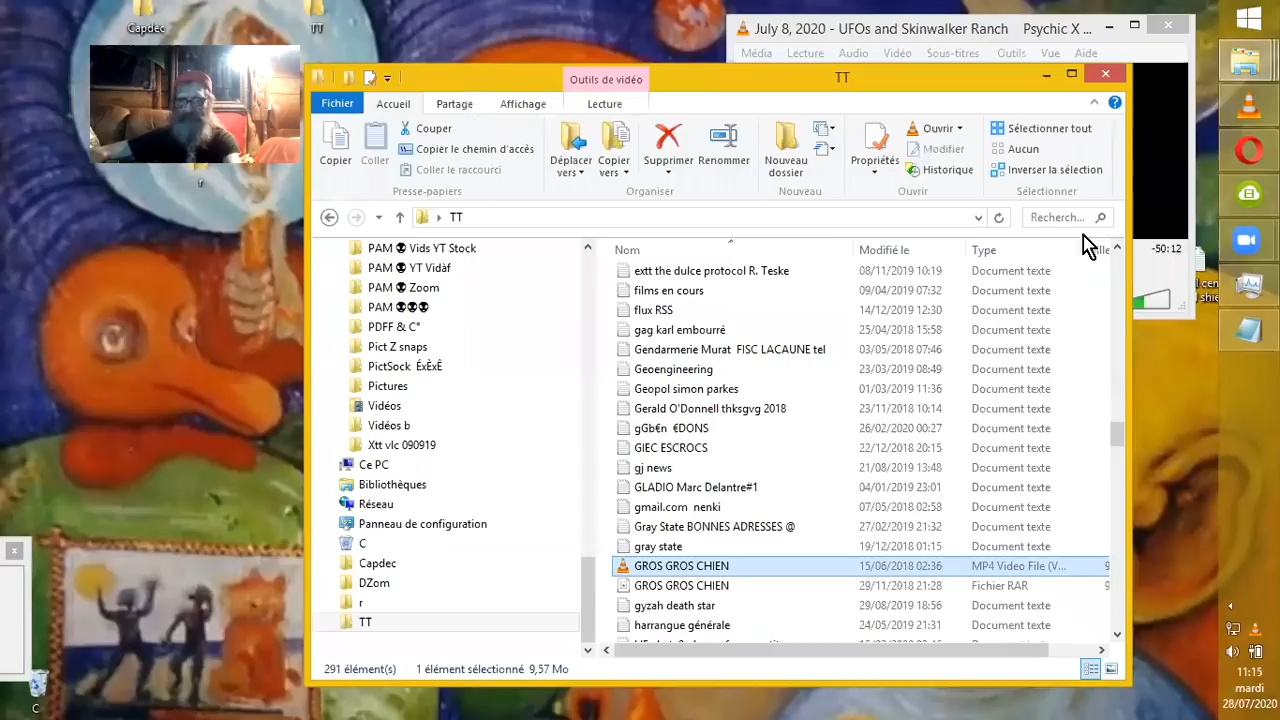 Capdec
TT
r
July 8, 2020 - UFOs and Skinwalker Ranch   Psychic X ...
Média Lecture Audio Vidéo Sous-titres Outils Vue Aide
-50:12
Outils de vidéo
TT
Fichier Accueil Partage Affichage Lecture
Copier
Coller
Couper
Copier le chemin d'accès
Coller le raccourci
Presse-papiers
Déplacer vers
Copier vers
Supprimer
Renommer
Organiser
Nouveau dossier
Nouveau
Propriétés
Ouvrir
Modifier
Historique
Ouvrir
Sélectionner tout
Aucun
Inverser la sélection
Sélectionner
TT
Recherch...
PAM Vids YT Stock
PAM YT Vidàf
PAM Zoom
PAM
PDFF & C°
Pict Z snaps
PictSock ÉxÈkÊ
Pictures
Vidéos
Vidéos b
Xtt vlc 090919
Ce PC
Bibliothèques
Réseau
Panneau de configuration
C
Capdec
DZom
r
TT
Nom Modifié le Type
extt the dulce protocol R. Teske 08/11/2019 10:19 Document texte
films en cours 09/04/2019 07:32 Document texte
flux RSS 14/12/2019 12:30 Document texte
gag karl embourré 25/04/2018 15:58 Document texte
Gendarmerie Murat FISC LACAUNE tel 03/05/2018 07:46 Document texte
Geoengineering 23/03/2019 08:49 Document texte
Geopol simon parkes 01/03/2019 11:36 Document texte
Gerald O'Donnell thksgvg 2018 23/11/2018 10:14 Document texte
gGb€n €DONS 26/02/2020 00:27 Document texte
GIEC ESCROCS 22/12/2018 20:15 Document texte
gj news 21/08/2019 13:48 Document texte
GLADIO Marc Delantre#1 04/01/2019 23:01 Document texte
gmail.com nenki 07/05/2018 02:58 Document texte
Gray State BONNES ADRESSES @ 27/02/2019 21:32 Document texte
gray state 19/12/2018 01:15 Document texte
GROS GROS CHIEN 15/06/2018 02:36 MP4 Video File (V... 9
GROS GROS CHIEN 29/11/2018 21:28 Fichier RAR 9
gyzah death star 29/08/2019 18:56 Document texte
harrangue générale 24/05/2019 21:31 Document texte
291 élément(s) 1 élément sélectionné 9,57 Mo
x
C
11:15
mardi
28/07/2020